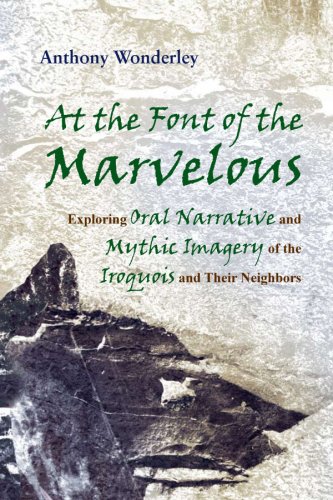 Anthony Wonderley
At the Font of the
Marvelous
Exploring Oral Narrative and
Mythic Imagery of the
Iroquois and Their Neighbors